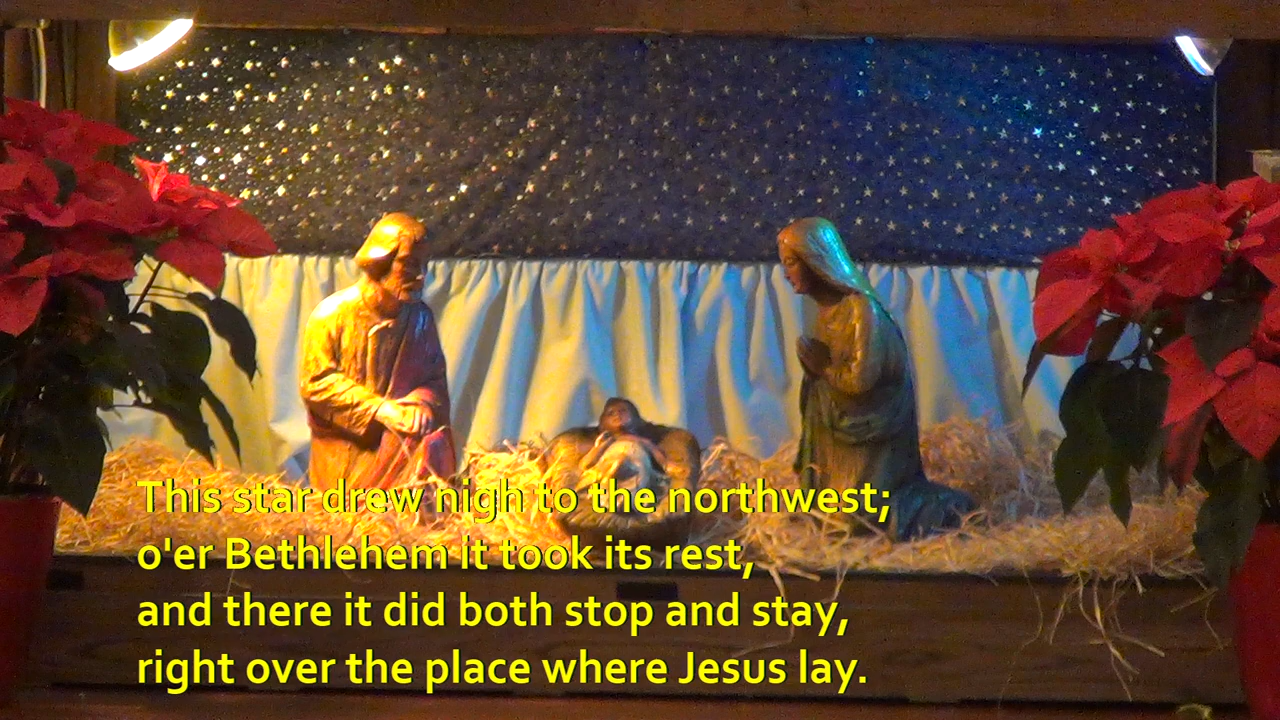 This star drew nigh to the northwest;
o'er Bethlehem it took its rest,
and there it did both stop and stay,
right over the place where Jesus lay.